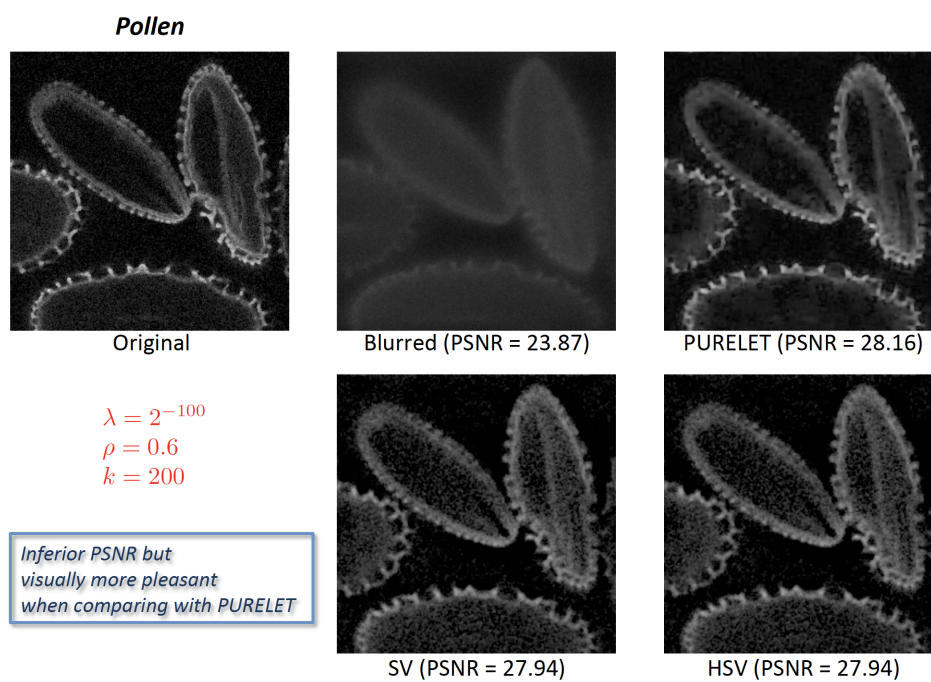 Pollen
Original
Blurred (PSNR = 23.87)
PURELET (PSNR = 28.16)
λ = 2⁻¹⁰⁰
ρ = 0.6
k = 200
Inferior PSNR but
visually more pleasant
when comparing with PURELET
SV (PSNR = 27.94)
HSV (PSNR = 27.94)